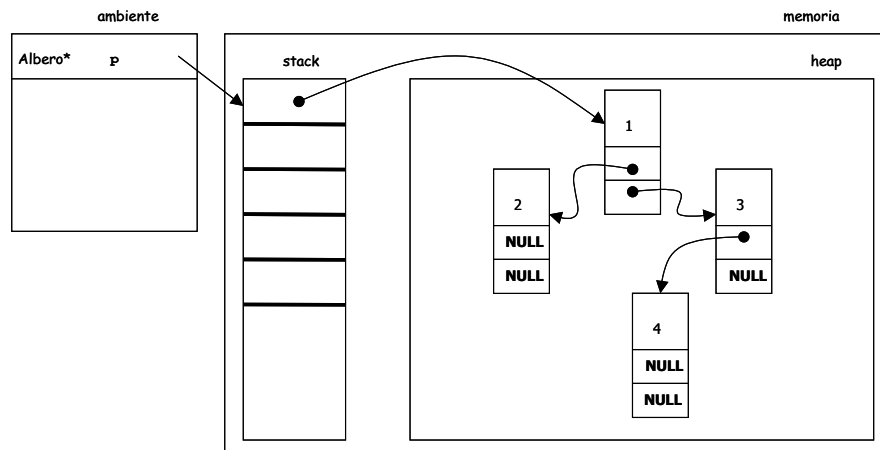 ambiente
memoria
Albero* P
stack
heap
1
2
NULL
NULL
3
NULL
4
NULL
NULL